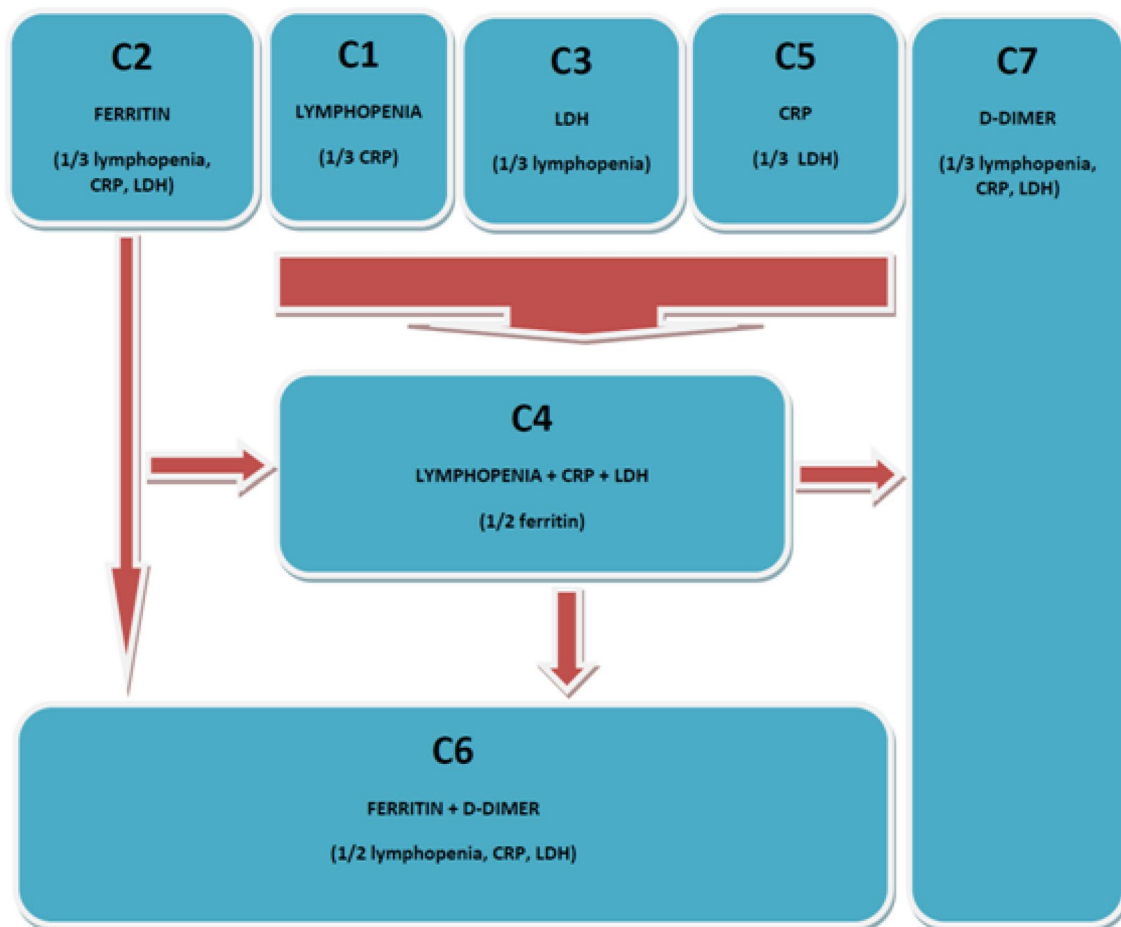 C2
FERRITIN
(1/3 lymphopenia,
CRP, LDH)
C1
LYMPHOPENIA
(1/3 CRP)
C3
LDH
(1/3 lymphopenia)
C5
CRP
(1/3 LDH)
C7
D-DIMER
(1/3 lymphopenia,
CRP, LDH)
C4
LYMPHOPENIA + CRP + LDH
(1/2 ferritin)
C6
FERRITIN + D-DIMER
(1/2 lymphopenia, CRP, LDH)